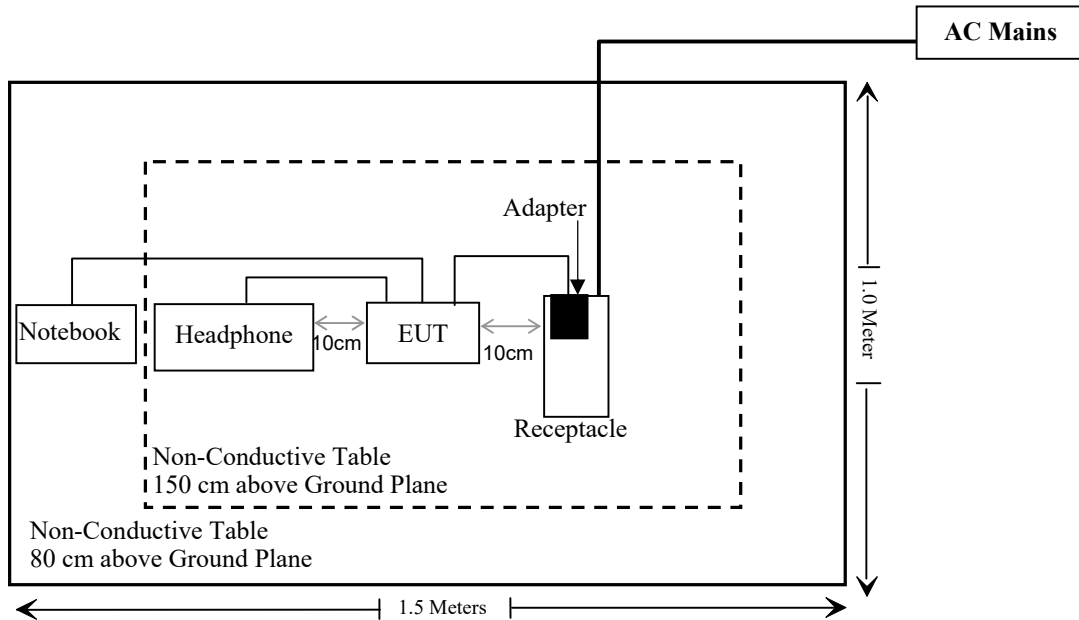 AC Mains
Adapter
Notebook
Headphone
10cm
EUT
10cm
Receptacle
1.0 Meter
Non-Conductive Table
150 cm above Ground Plane
Non-Conductive Table
80 cm above Ground Plane
1.5 Meters